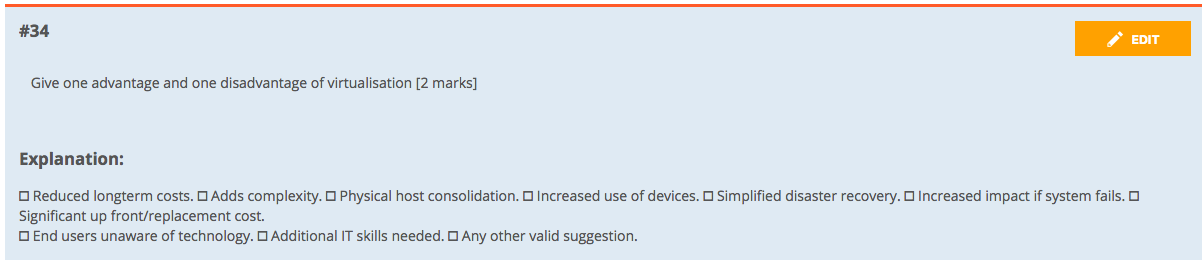 #34
EDIT
Give one advantage and one disadvantage of virtualisation [2 marks]
Explanation:
☐ Reduced longterm costs. ☐ Adds complexity. ☐ Physical host consolidation. ☐ Increased use of devices. ☐ Simplified disaster recovery. ☐ Increased impact if system fails. ☐
Significant up front/replacement cost.
☐ End users unaware of technology. ☐ Additional IT skills needed. ☐ Any other valid suggestion.